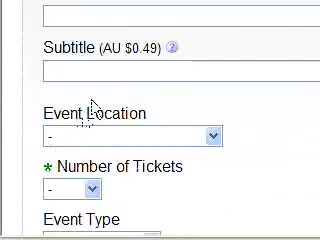 Subtitle (AU $0.49) ?
Event Location
-
* Number of Tickets
-
Event Type